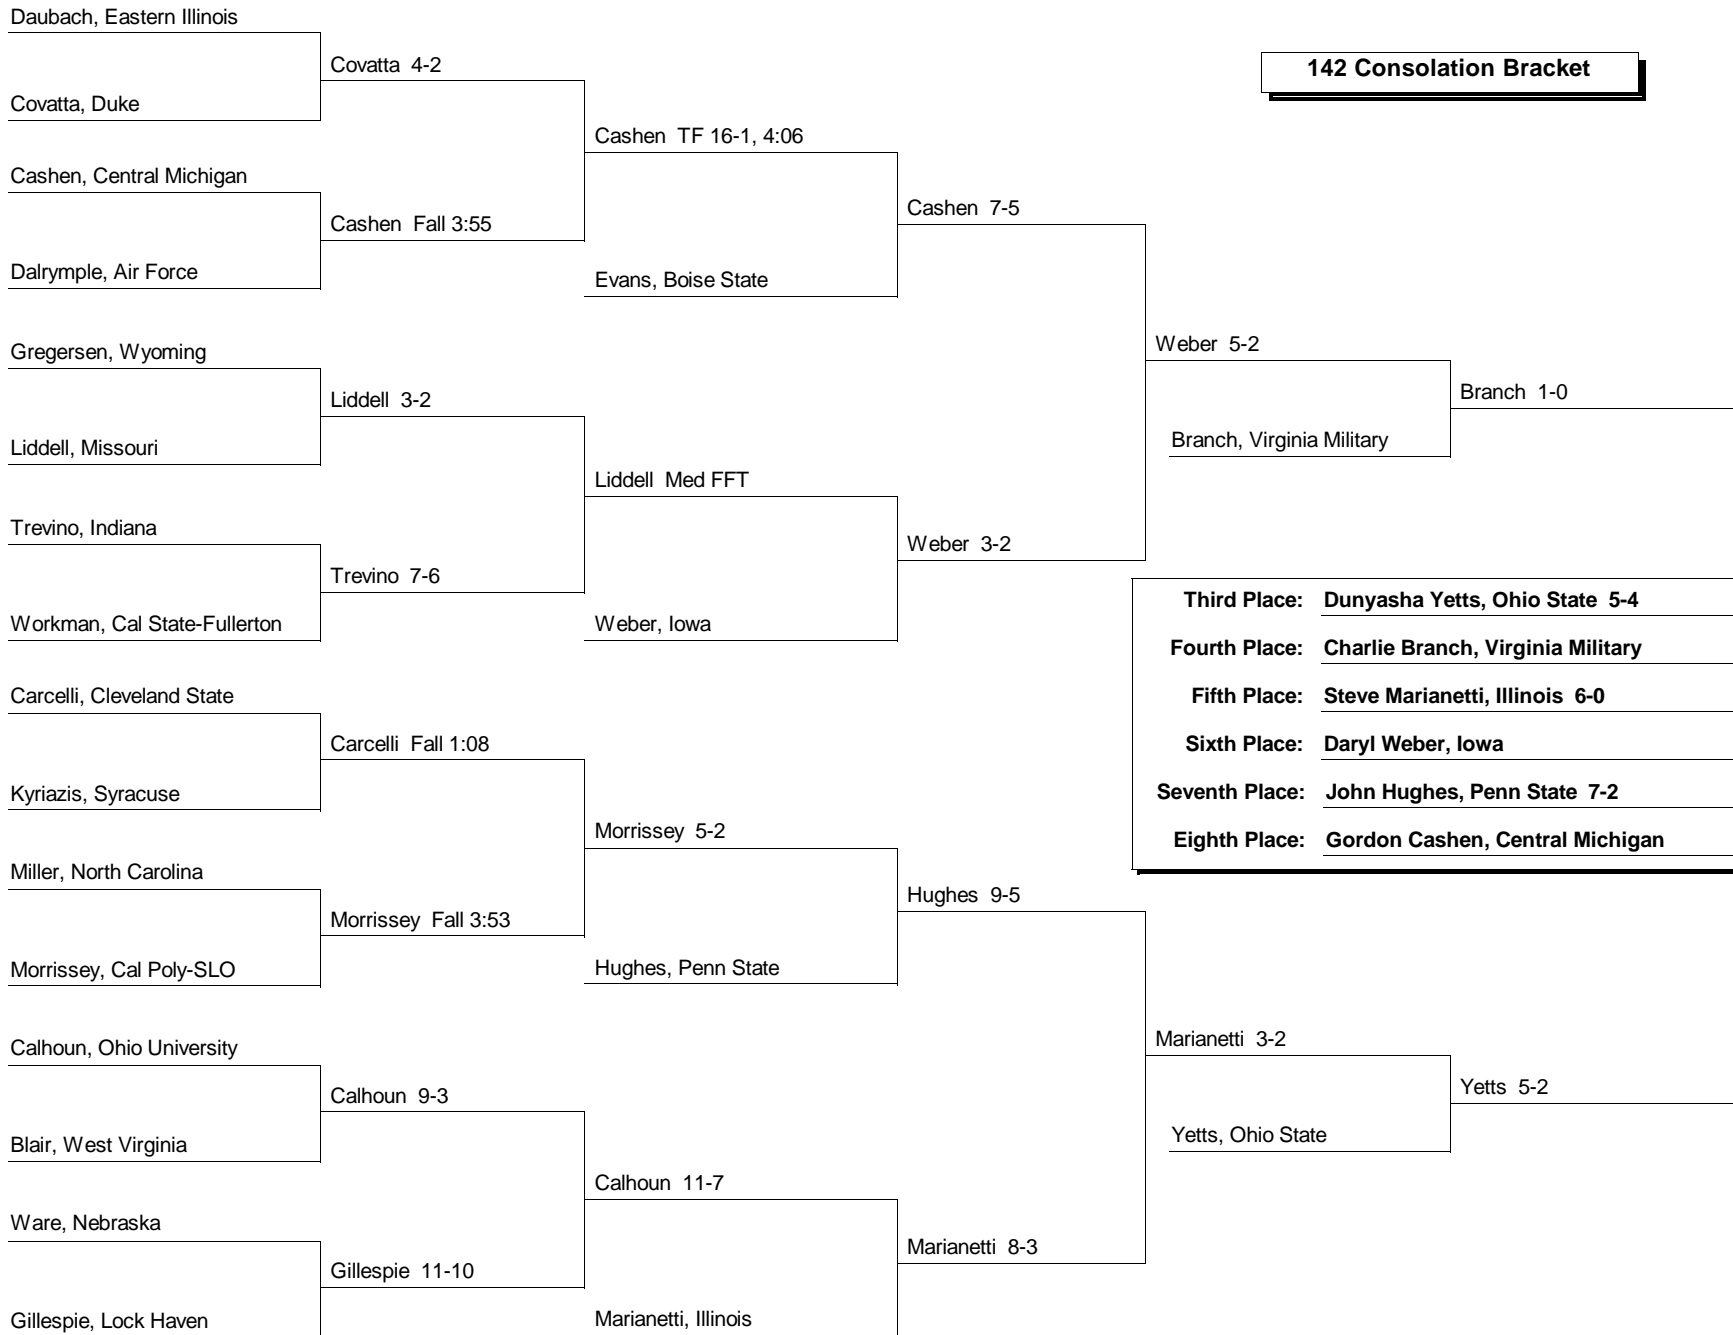 Daubach, Eastern Illinois
Covatta 4-2
142 Consolation Bracket
Covatta, Duke
Cashen TF 16-1, 4:06
Cashen, Central Michigan
Cashen 7-5
Cashen Fall 3:55
Dalrymple, Air Force
Evans, Boise State
Gregersen, Wyoming
Weber 5-2
Liddell 3-2
Branch 1-0
Liddell, Missouri
Branch, Virginia Military
Liddell Med FFT
Trevino, Indiana
Weber 3-2
Trevino 7-6
Workman, Cal State-Fullerton
Weber, Iowa
Third Place: Dunyasha Yetts, Ohio State 5-4
Fourth Place: Charlie Branch, Virginia Military
Fifth Place: Steve Marianetti, Illinois 6-0
Sixth Place: Daryl Weber, Iowa
Seventh Place: John Hughes, Penn State 7-2
Eighth Place: Gordon Cashen, Central Michigan
Carcelli, Cleveland State
Carcelli Fall 1:08
Kyriazis, Syracuse
Morrissey 5-2
Miller, North Carolina
Hughes 9-5
Morrissey Fall 3:53
Morrissey, Cal Poly-SLO
Hughes, Penn State
Calhoun, Ohio University
Marianetti 3-2
Calhoun 9-3
Yetts 5-2
Blair, West Virginia
Yetts, Ohio State
Calhoun 11-7
Ware, Nebraska
Marianetti 8-3
Gillespie 11-10
Gillespie, Lock Haven
Marianetti, Illinois